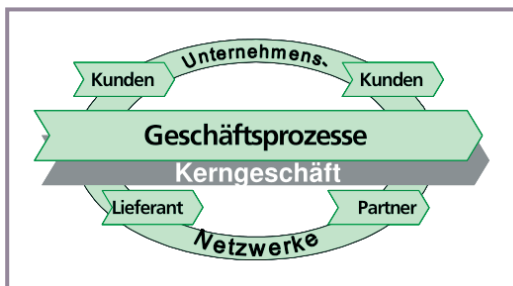 Unternehmens-
Kunden Kunden
Geschäftsprozesse
Kerngeschäft
Lieferant Partner
Netzwerke